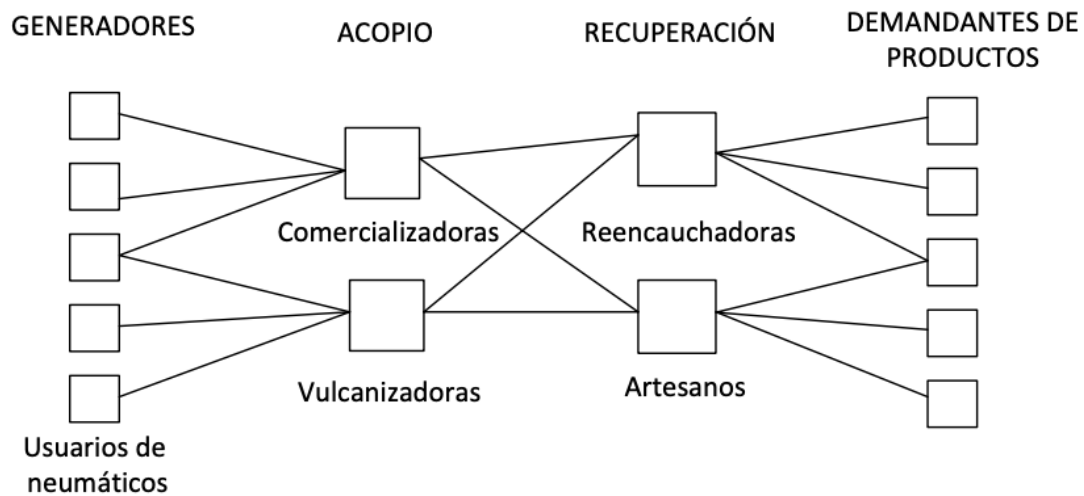 GENERADORES
ACOPIO
RECUPERACIÓN
DEMANDANTES DE
PRODUCTOS
Comercializadoras
Reencauchadoras
Vulcanizadoras
Artesanos
Usuarios de
neumáticos